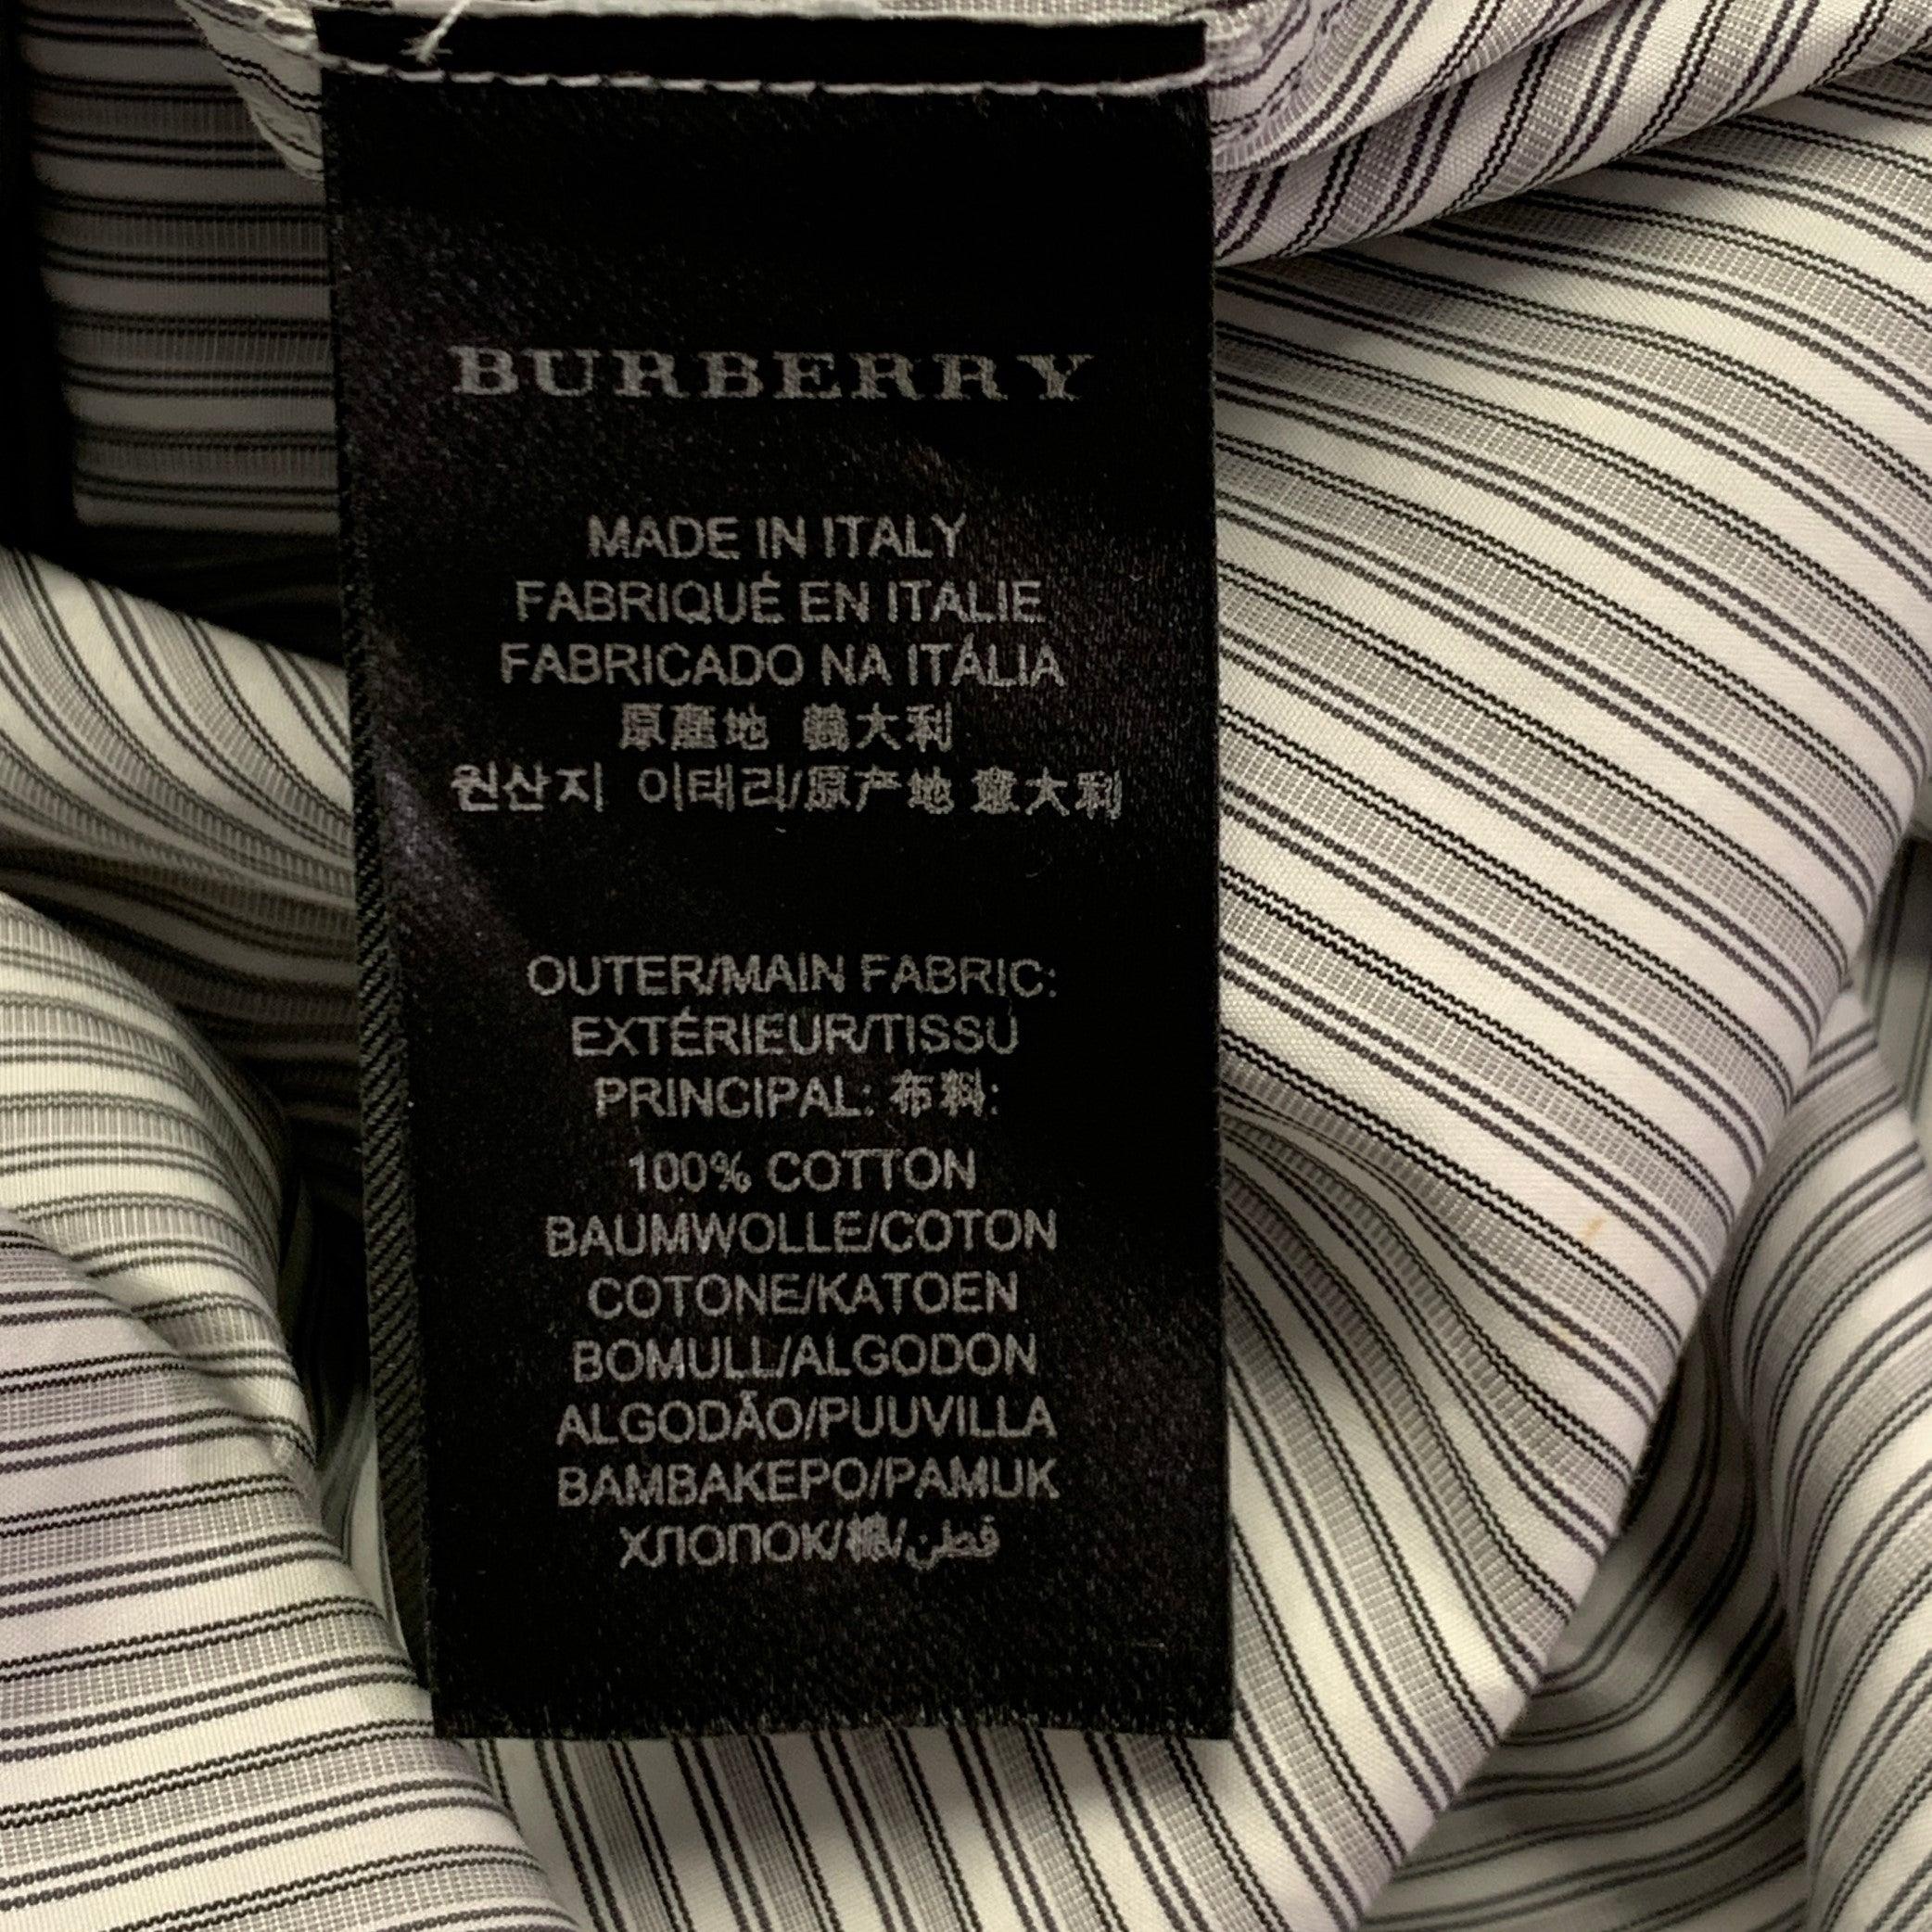 BURBERRY
MADE IN ITALY
FABRIQUÉ EN ITALIE
FABRICADO NA ITÁLIA
原產地 義大利
원산지 이태리/原产地 意大利
OUTER/MAIN FABRIC:
EXTÉRIEUR/TISSU
PRINCIPAL: 布料:
100% COTTON
BAUMWOLLE/COTON
COTONE/KATOEN
BOMULL/ALGODON
ALGODÃO/PUUVILLA
ΒΑΜΒΑΚΕΡΟ/PAMUK
ХЛОПОК/棉/قطن